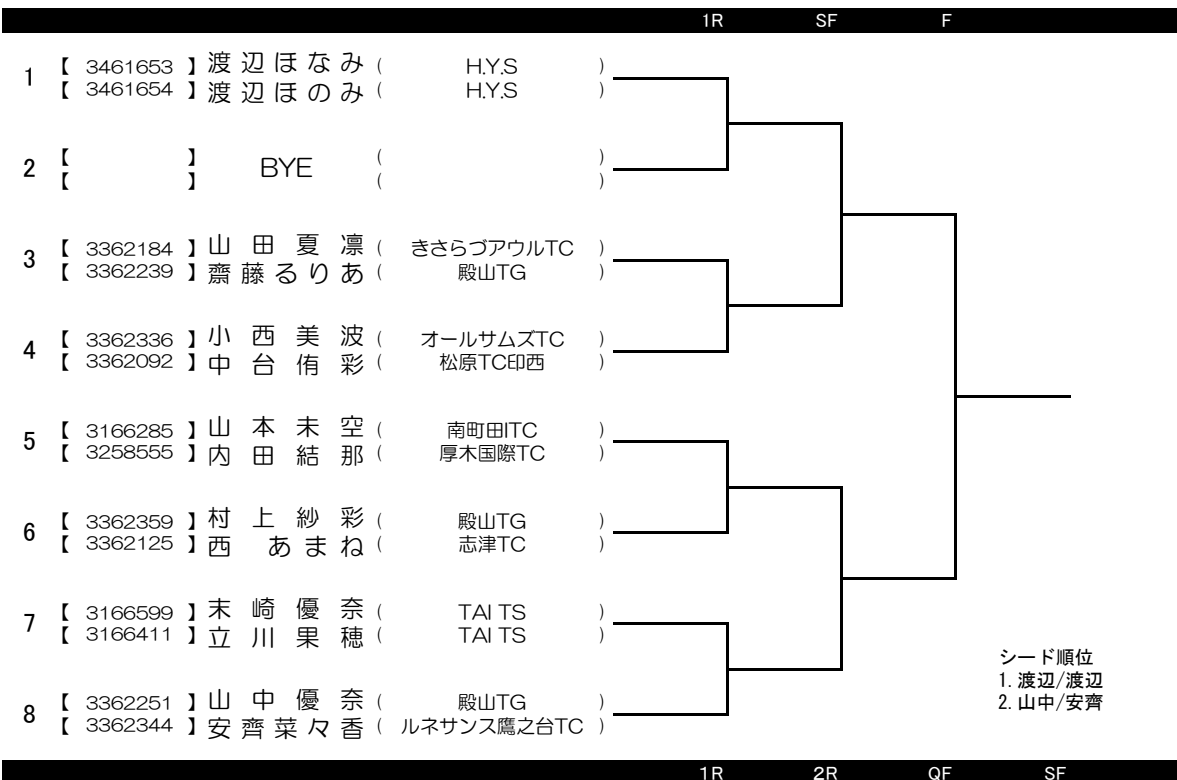 1R SF F
1 【 3461653 】 渡辺ほなみ ( H.Y.S )
【 3461654 】 渡辺ほのみ ( H.Y.S )
2 【 】 BYE ( )
【 】 ( )
3 【 3362184 】 山田夏凛 ( きさらづアウルTC )
【 3362239 】 齋藤るりあ ( 殿山TG )
4 【 3362336 】 小西美波 ( オールサムズTC )
【 3362092 】 中台侑彩 ( 松原TC印西 )
5 【 3166285 】 山本未空 ( 南町田ITC )
【 3258555 】 内田結那 ( 厚木国際TC )
6 【 3362359 】 村上紗彩 ( 殿山TG )
【 3362125 】 西 あまね ( 志津TC )
7 【 3166599 】 末崎優奈 ( TAI TS )
【 3166411 】 立川果穂 ( TAI TS )
8 【 3362251 】 山中優奈 ( 殿山TG )
【 3362344 】 安齊菜々香 ( ルネサンス鷹之台TC )
シード順位
1. 渡辺/渡辺
2. 山中/安齊
1R 2R QF SF